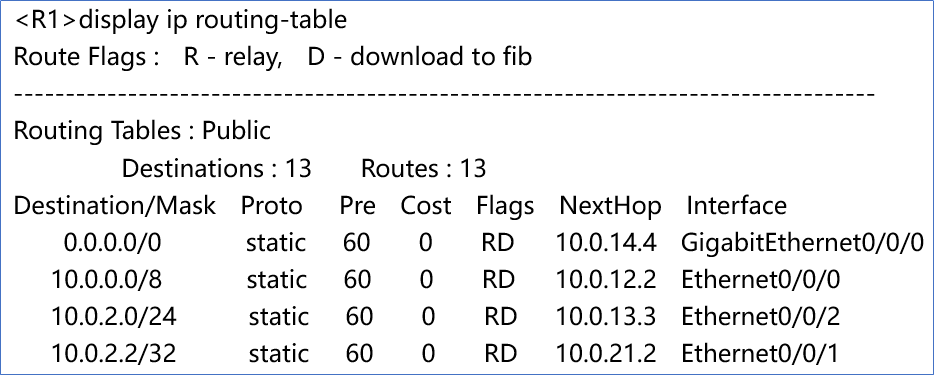 <R1>display ip routing-table
Route Flags : R - relay, D - download to fib
-----------------------------------------------------------------------------------
Routing Tables : Public
Destinations : 13 Routes : 13
Destination/Mask Proto Pre Cost Flags NextHop Interface
0.0.0.0/0 static 60 0 RD 10.0.14.4 GigabitEthernet0/0/0
10.0.0.0/8 static 60 0 RD 10.0.12.2 Ethernet0/0/0
10.0.2.0/24 static 60 0 RD 10.0.13.3 Ethernet0/0/2
10.0.2.2/32 static 60 0 RD 10.0.21.2 Ethernet0/0/1